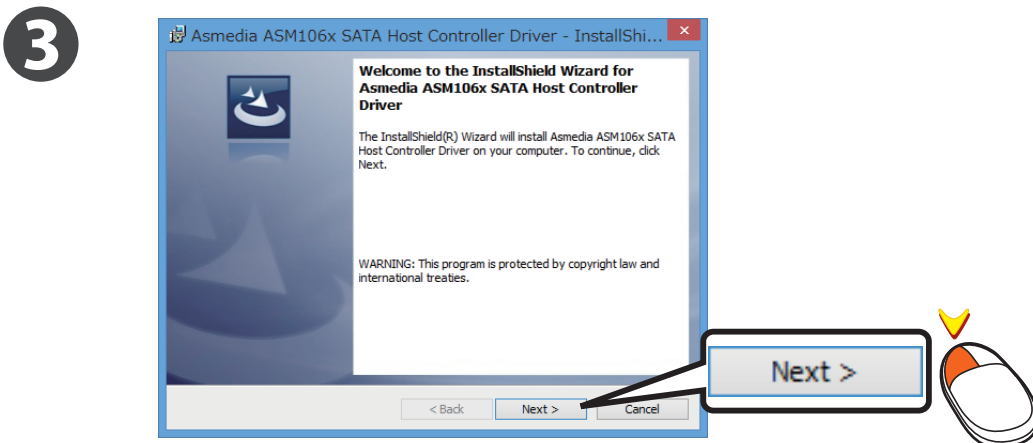 3
Asmedia ASM106x SATA Host Controller Driver - InstallShi...
Welcome to the InstallShield Wizard for
Asmedia ASM106x SATA Host Controller
Driver
The InstallShield(R) Wizard will install Asmedia ASM106x SATA
Host Controller Driver on your computer. To continue, click
Next.
WARNING: This program is protected by copyright law and
international treaties.
< Back Next > Cancel
Next >